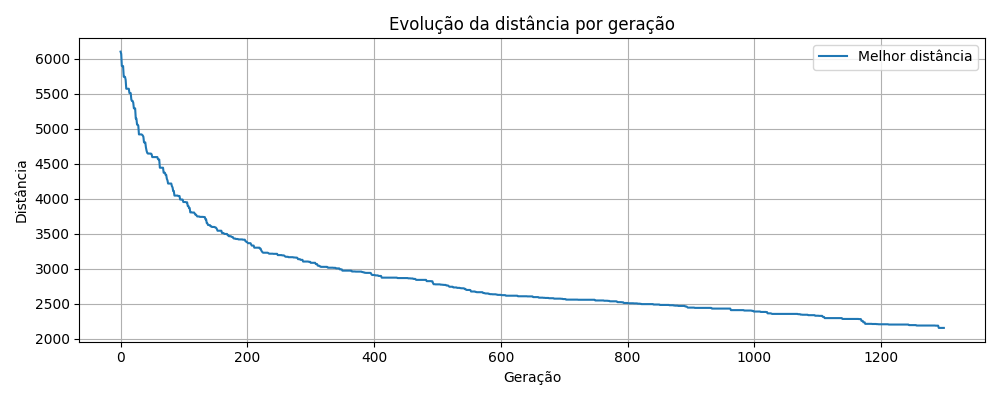 Evolução da distância por geração
Melhor distância
6000
5500
5000
4500
4000
3500
3000
2500
2000
Distância
0 200 400 600 800 1000 1200
Geração